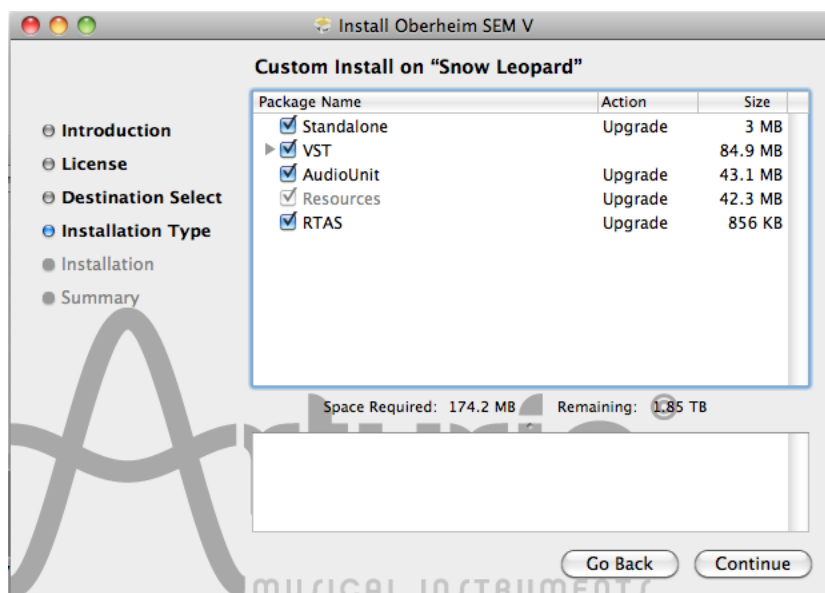 Install Oberheim SEM V
Custom Install on “Snow Leopard”
Introduction
License
Destination Select
Installation Type
Installation
Summary
Package Name Action Size
Standalone Upgrade 3 MB
VST 84.9 MB
AudioUnit Upgrade 43.1 MB
Resources Upgrade 42.3 MB
RTAS Upgrade 856 KB
Space Required: 174.2 MB Remaining: 1.85 TB
Go Back Continue
MUSICAL INSTRUMENTS